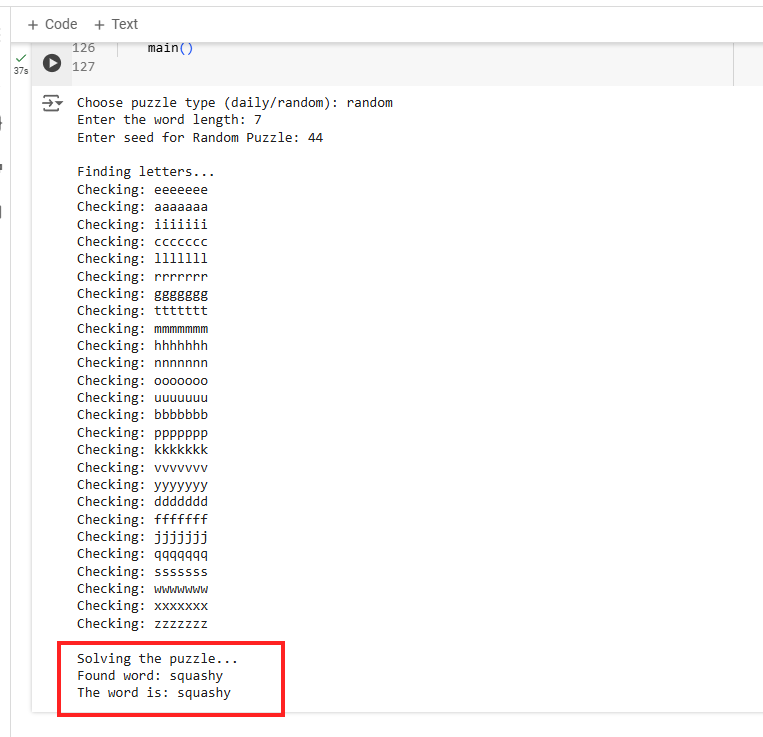 + Code + Text
126 main()
127
37s
Choose puzzle type (daily/random): random
Enter the word length: 7
Enter seed for Random Puzzle: 44
Finding letters...
Checking: eeeeeee
Checking: aaaaaaa
Checking: iiiiiii
Checking: ccccccc
Checking: lllllll
Checking: rrrrrrr
Checking: ggggggg
Checking: ttttttt
Checking: mmmmmmm
Checking: hhhhhhh
Checking: nnnnnnn
Checking: ooooooo
Checking: uuuuuuu
Checking: bbbbbbb
Checking: ppppppp
Checking: kkkkkkk
Checking: vvvvvvv
Checking: yyyyyyy
Checking: ddddddd
Checking: fffffff
Checking: jjjjjjj
Checking: qqqqqqq
Checking: sssssss
Checking: wwwwwww
Checking: xxxxxxx
Checking: zzzzzzz
Solving the puzzle...
Found word: squashy
The word is: squashy